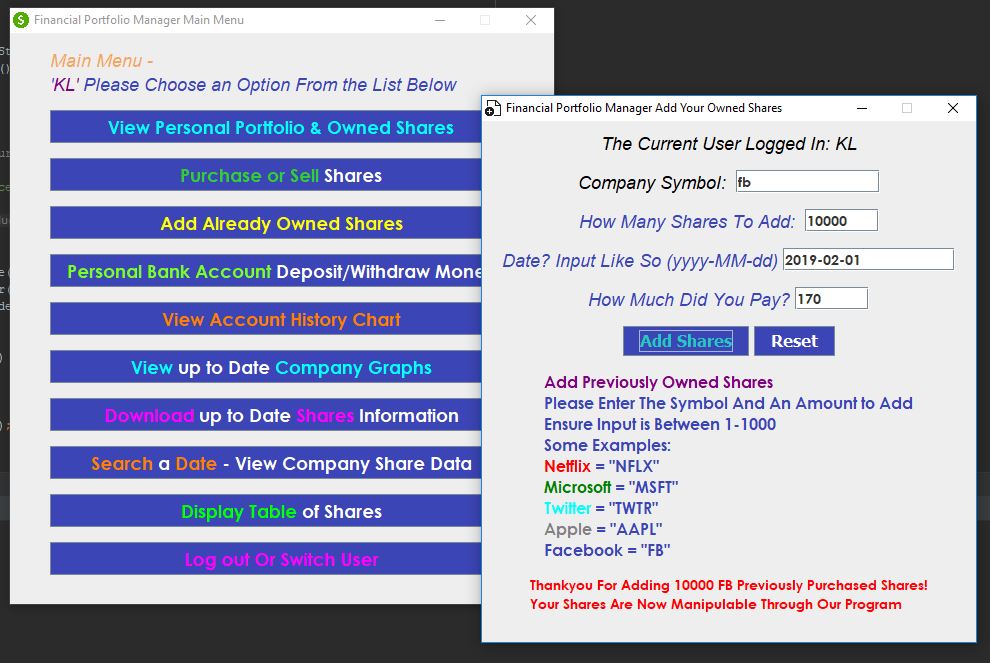 Financial Portfolio Manager Main Menu
Main Menu -
'KL' Please Choose an Option From the List Below
View Personal Portfolio & Owned Shares
Purchase or Sell Shares
Add Already Owned Shares
Personal Bank Account Deposit/Withdraw Mone
View Account History Chart
View up to Date Company Graphs
Download up to Date Shares Information
Search a Date - View Company Share Data
Display Table of Shares
Log out Or Switch User
Financial Portfolio Manager Add Your Owned Shares
The Current User Logged In: KL
Company Symbol: fb
How Many Shares To Add: 10000
Date? Input Like So (yyyy-MM-dd) 2019-02-01
How Much Did You Pay? 170
Add Shares Reset
Add Previously Owned Shares
Please Enter The Symbol And An Amount to Add
Ensure Input is Between 1-1000
Some Examples:
Netflix = "NFLX"
Microsoft = "MSFT"
Twitter = "TWTR"
Apple = "AAPL"
Facebook = "FB"
Thankyou For Adding 10000 FB Previously Purchased Shares!
Your Shares Are Now Manipulable Through Our Program